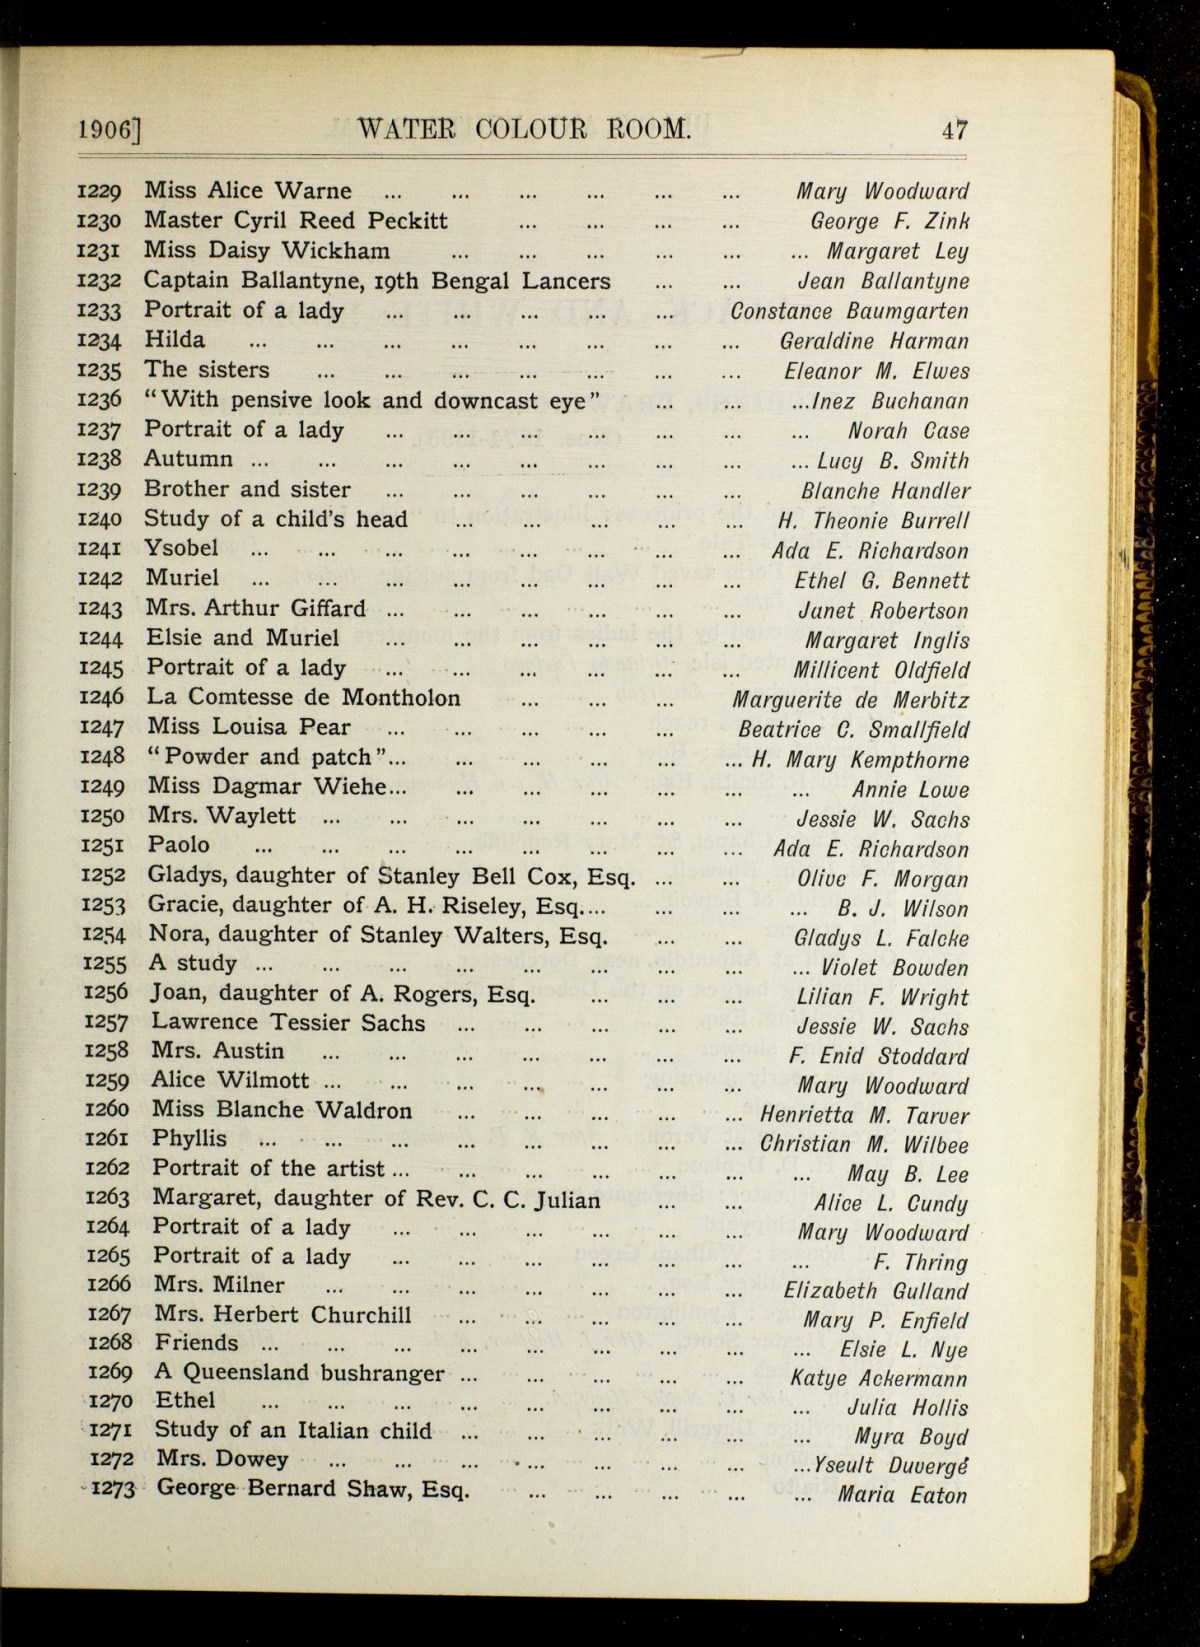 1906] WATER COLOUR ROOM. 47
1229 Miss Alice Warne ... ... ... ... ... ... Mary Woodward
1230 Master Cyril Reed Peckitt ... ... ... ... George F. Zink
1231 Miss Daisy Wickham ... ... ... ... ... ... Margaret Ley
1232 Captain Ballantyne, 19th Bengal Lancers ... ... Jean Ballantyne
1233 Portrait of a lady ... ... ... ... ... Constance Baumgarten
1234 Hilda ... ... ... ... ... ... ... ... Geraldine Harman
1235 The sisters ... ... ... ... ... ... ... Eleanor M. Elwes
1236 "With pensive look and downcast eye" ... ... ...Inez Buchanan
1237 Portrait of a lady ... ... ... ... ... ... ... Norah Case
1238 Autumn ... ... ... ... ... ... ... ... ... Lucy B. Smith
1239 Brother and sister ... ... ... ... ... ... Blanche Handler
1240 Study of a child's head ... ... ... ... ... H. Theonie Burrell
1241 Ysobel ... ... ... ... ... ... ... ... Ada E. Richardson
1242 Muriel ... ... ... ... ... ... ... ... Ethel G. Bennett
1243 Mrs. Arthur Giffard ... ... ... ... ... ... Janet Robertson
1244 Elsie and Muriel ... ... ... ... ... ... Margaret Inglis
1245 Portrait of a lady ... ... ... ... ... ... Millicent Oldfield
1246 La Comtesse de Montholon ... ... ... Marguerite de Merbitz
1247 Miss Louisa Pear ... ... ... ... ... Beatrice C. Smallfield
1248 "Powder and patch"... ... ... ... ... ... H. Mary Kempthorne
1249 Miss Dagmar Wiehe... ... ... ... ... ... ... Annie Lowe
1250 Mrs. Waylett ... ... ... ... ... ... ... Jessie W. Sachs
1251 Paolo ... ... ... ... ... ... ... ... Ada E. Richardson
1252 Gladys, daughter of Stanley Bell Cox, Esq. ... ... Olive F. Morgan
1253 Gracie, daughter of A. H. Riseley, Esq.... ... ... ... B. J. Wilson
1254 Nora, daughter of Stanley Walters, Esq. ... ... Gladys L. Falcke
1255 A study ... ... ... ... ... ... ... ... ... Violet Bowden
1256 Joan, daughter of A. Rogers, Esq. ... ... ... Lilian F. Wright
1257 Lawrence Tessier Sachs ... ... ... ... ... Jessie W. Sachs
1258 Mrs. Austin ... ... ... ... ... ... ... F. Enid Stoddard
1259 Alice Wilmott ... ... ... ... ... ... ... Mary Woodward
1260 Miss Blanche Waldron ... ... ... ... ... Henrietta M. Tarver
1261 Phyllis ... ... ... ... ... ... ... ... Christian M. Wilbee
1262 Portrait of the artist ... ... ... ... ... ... ... May B. Lee
1263 Margaret, daughter of Rev. C. C. Julian ... ... Alice L. Cundy
1264 Portrait of a lady ... ... ... ... ... ... Mary Woodward
1265 Portrait of a lady ... ... ... ... ... ... ... F. Thring
1266 Mrs. Milner ... ... ... ... ... ... ... Elizabeth Gulland
1267 Mrs. Herbert Churchill ... ... ... ... ... Mary P. Enfield
1268 Friends ... ... ... ... ... ... ... ... ... Elsie L. Nye
1269 A Queensland bushranger ... ... ... ... ... Katye Ackermann
1270 Ethel ... ... ... ... ... ... ... ... ... Julia Hollis
1271 Study of an Italian child ... ... ... ... ... ... Myra Boyd
1272 Mrs. Dowey ... ... ... ... ... ... ... ...Yseult Duvergé
1273 George Bernard Shaw, Esq. ... ... ... ... ... Maria Eaton